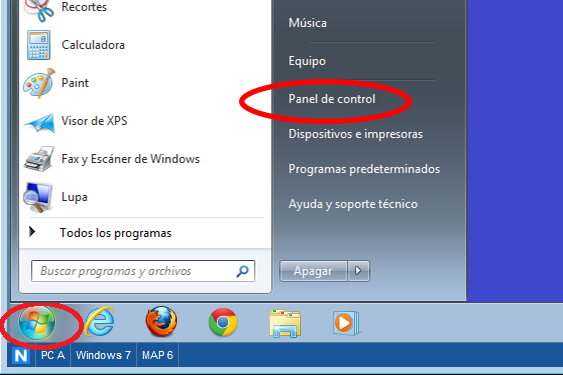 Recortes
Calculadora
Paint
Visor de XPS
Fax y Escáner de Windows
Lupa
Todos los programas
Buscar programas y archivos
Música
Equipo
Panel de control
Dispositivos e impresoras
Programas predeterminados
Ayuda y soporte técnico
Apagar
N PC A Windows 7 MAP 6